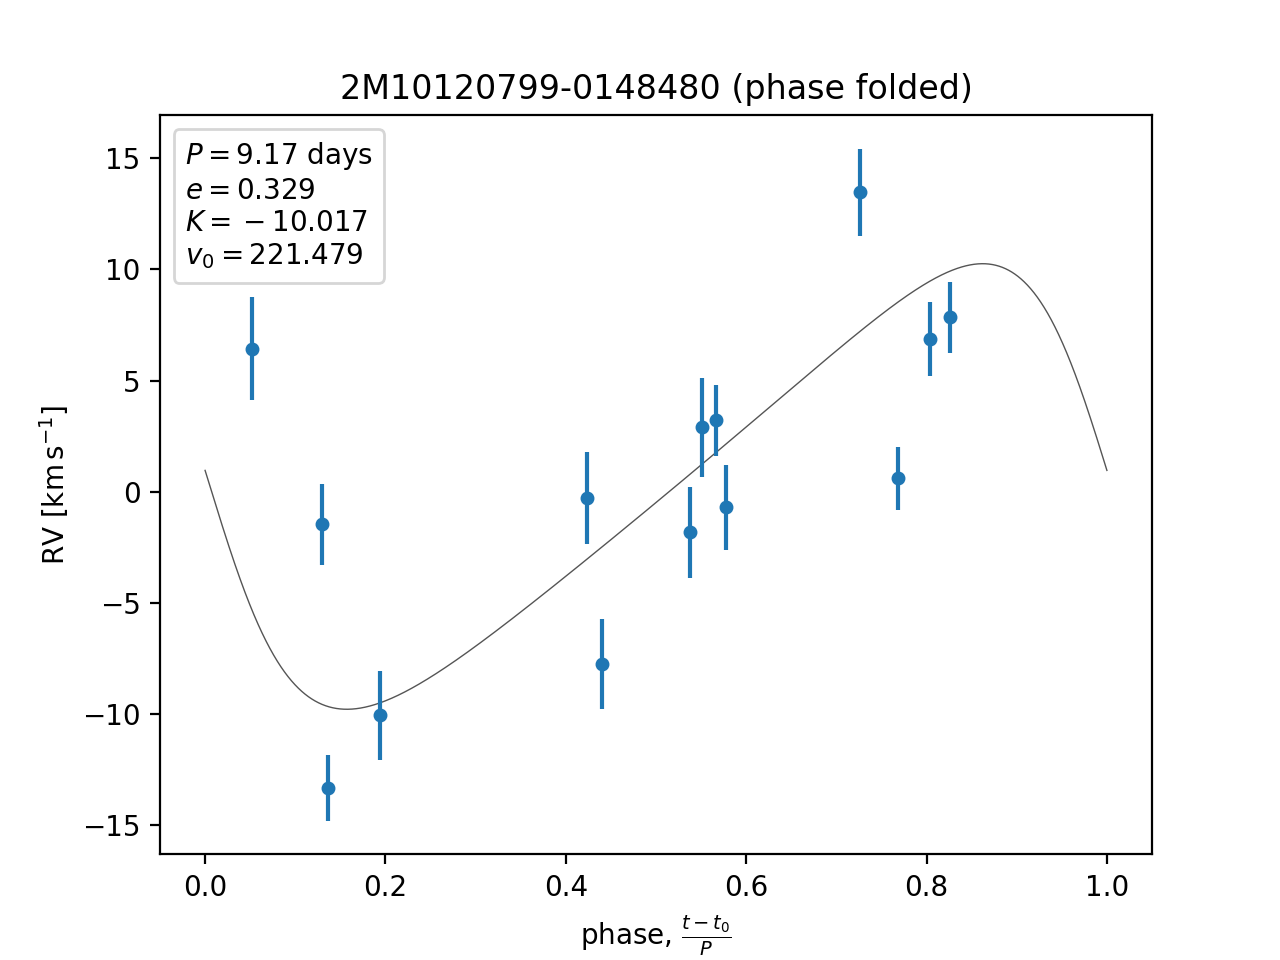 2M10120799-0148480 (phase folded)
P = 9.17 days
e = 0.329
K = −10.017
v₀ = 221.479
15
10
5
0
−5
−10
−15
RV [km s⁻¹]
0.0 0.2 0.4 0.6 0.8 1.0
phase, (t − t₀)/P